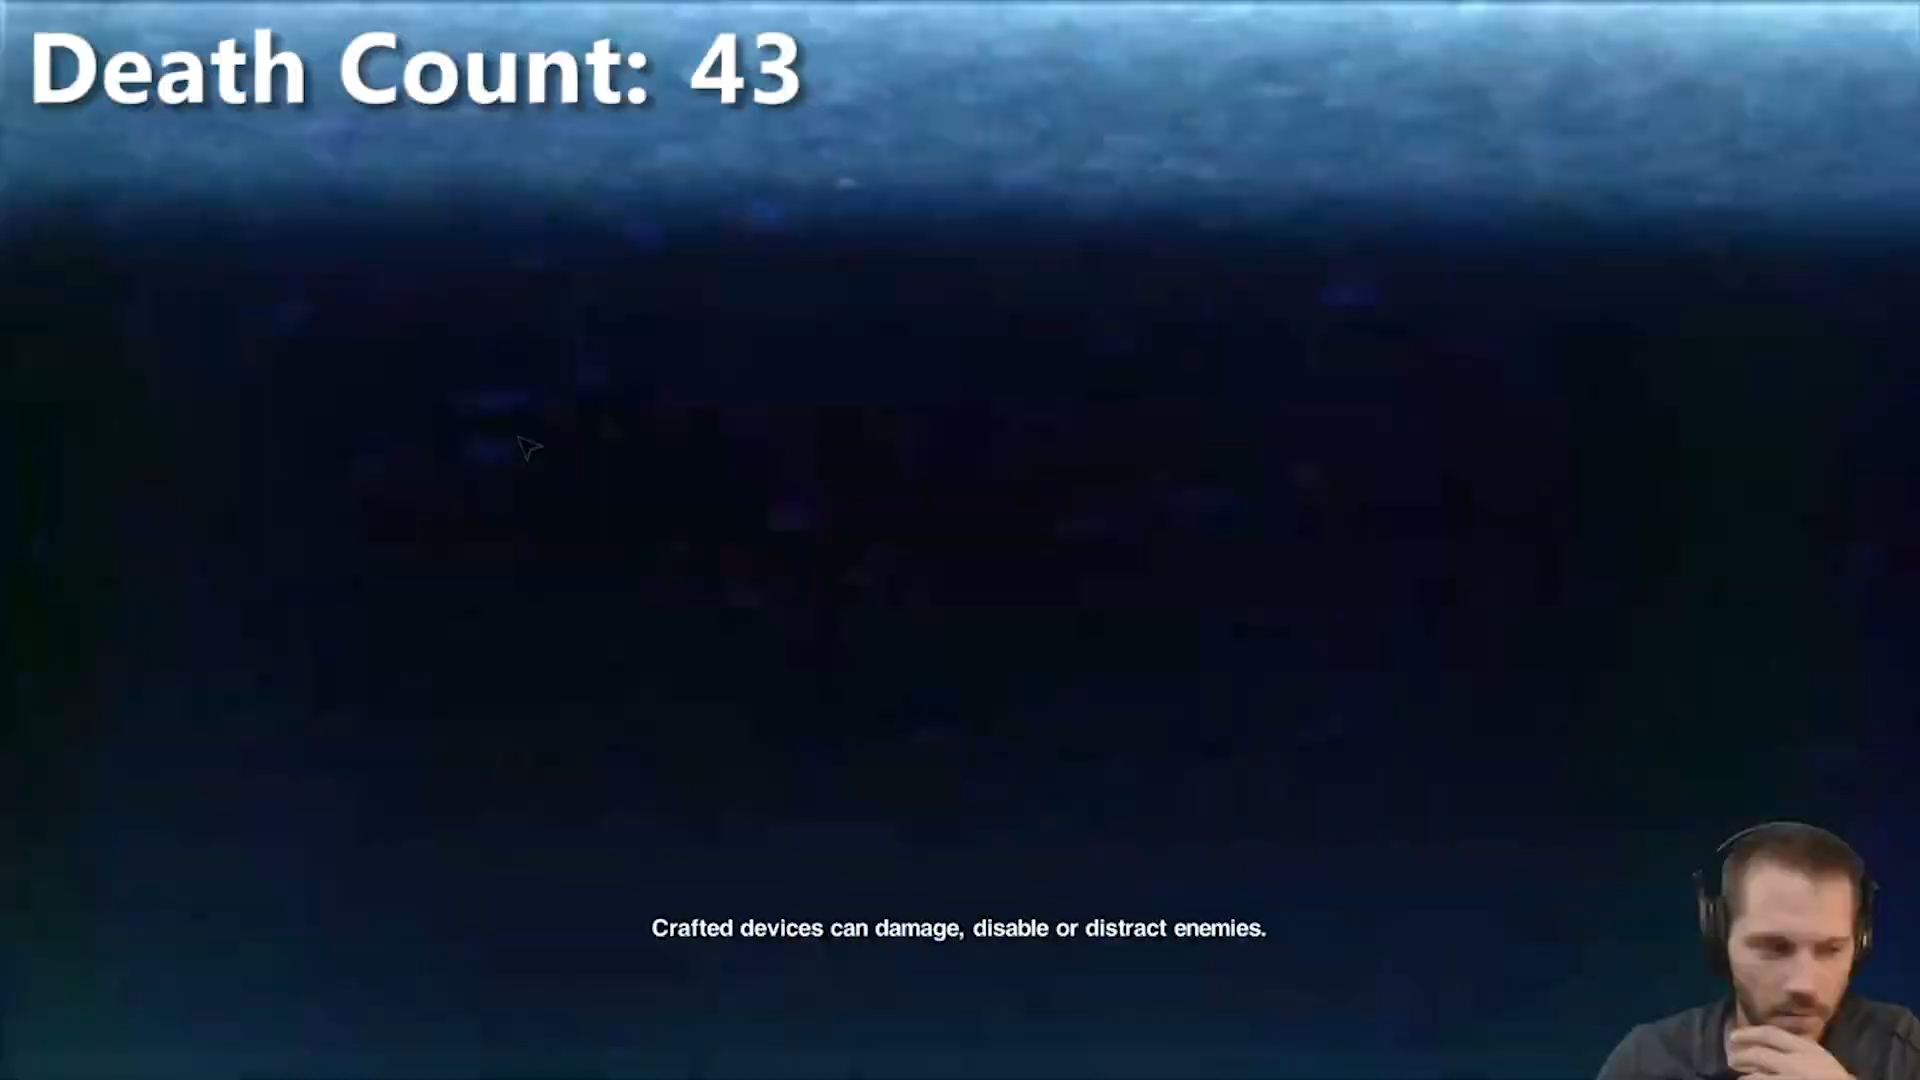 Death Count: 43
Crafted devices can damage, disable or distract enemies.